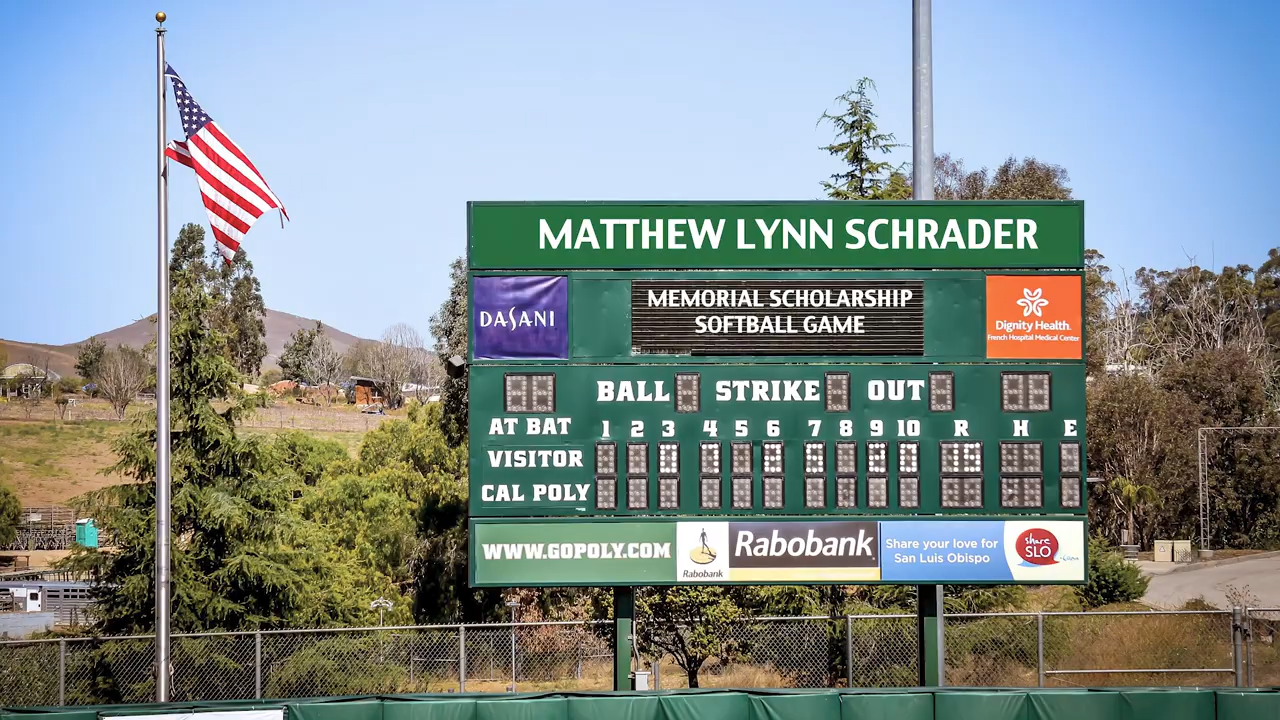 MATTHEW LYNN SCHRADER
DASANI
MEMORIAL SCHOLARSHIP
SOFTBALL GAME
Dignity Health.
French Hospital Medical Center
BALL STRIKE OUT
AT BAT 1 2 3 4 5 6 7 8 9 10 R H E
VISITOR
CAL POLY
WWW.GOPOLY.COM
Rabobank
Rabobank
Share your love for
San Luis Obispo
share
SLO